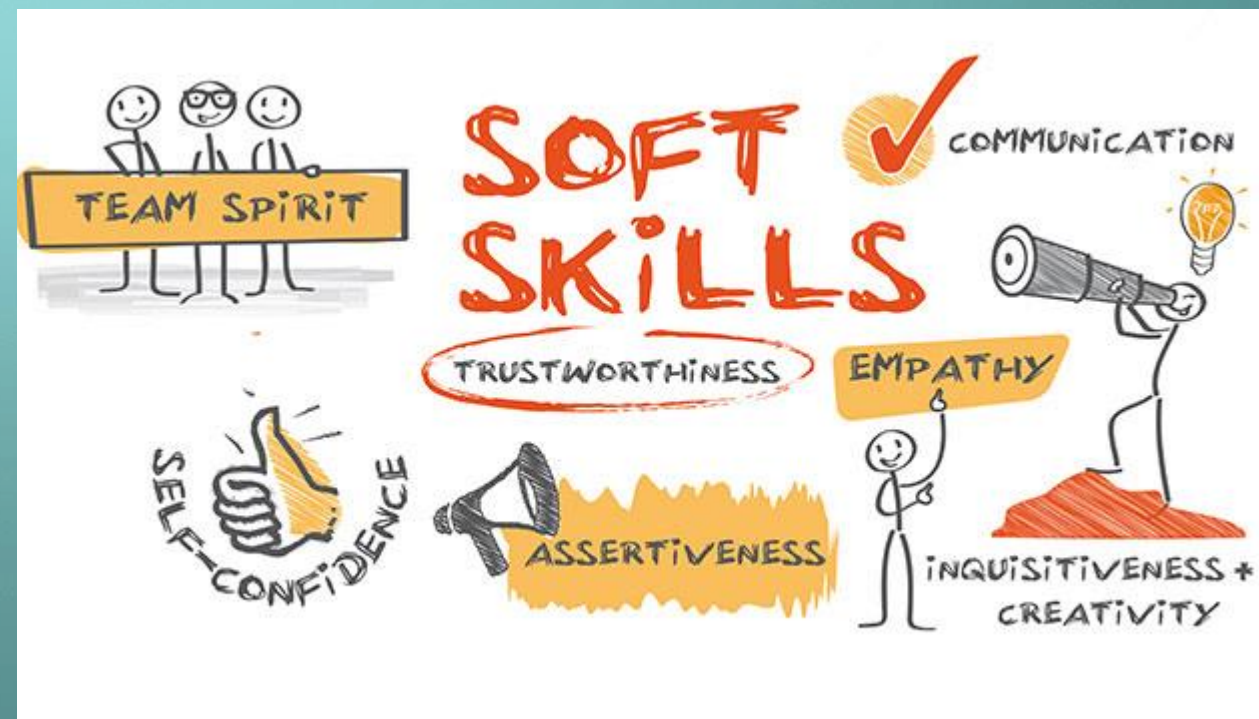 TEAM SPiRiT
SOFT
SKiLLS
COMMUNiCATiON
TRUSTWORTHiNESS
EMPATHY
SELF-CONFiDENCE
ASSERTiVENESS
iNQUiSiTiVENESS +
CREATiViTY